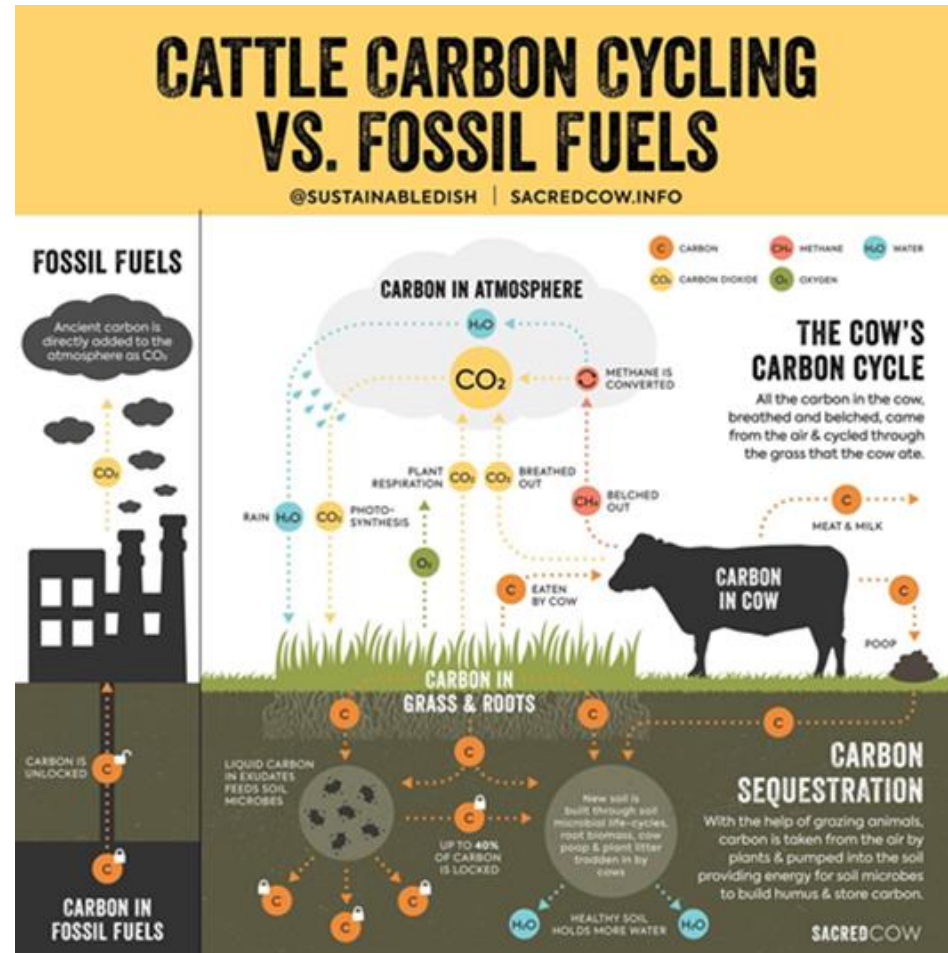 CATTLE CARBON CYCLING
VS. FOSSIL FUELS
@SUSTAINABLEDISH | SACREDCOW.INFO
FOSSIL FUELS
Ancient carbon is
directly added to the
atmosphere as CO₂
CO₂
CARBON IS
UNLOCKED
C
C
CARBON IN
FOSSIL FUELS
C CARBON
CH₄ METHANE
H₂O WATER
CO₂ CARBON DIOXIDE
O₂ OXYGEN
CARBON IN ATMOSPHERE
H₂O
CO₂
METHANE IS
CONVERTED
THE COW'S
CARBON CYCLE
All the carbon in the cow,
breathed and belched, came
from the air & cycled through
the grass that the cow ate.
PLANT
RESPIRATION
CO₂
CO₂
BREATHED
OUT
CH₄
BELCHED
OUT
C
MEAT & MILK
RAIN
H₂O
CO₂
PHOTO-
SYNTHESIS
O₂
C
EATEN
BY COW
CARBON
IN COW
C
POOP
CARBON IN
GRASS & ROOTS
C
C
C
C
LIQUID CARBON
IN EXUDATES
FEEDS SOIL
MICROBES
C
UP TO 40%
OF CARBON
IS LOCKED
C
C
C
New soil is
built through soil
microbial life-cycles,
root biomass, cow
poop & plant litter
trodden in by
cows
H₂O
HEALTHY SOIL
HOLDS MORE WATER
H₂O
CARBON
SEQUESTRATION
With the help of grazing animals,
carbon is taken from the air by
plants & pumped into the soil
providing energy for soil microbes
to build humus & store carbon.
SACREDCOW